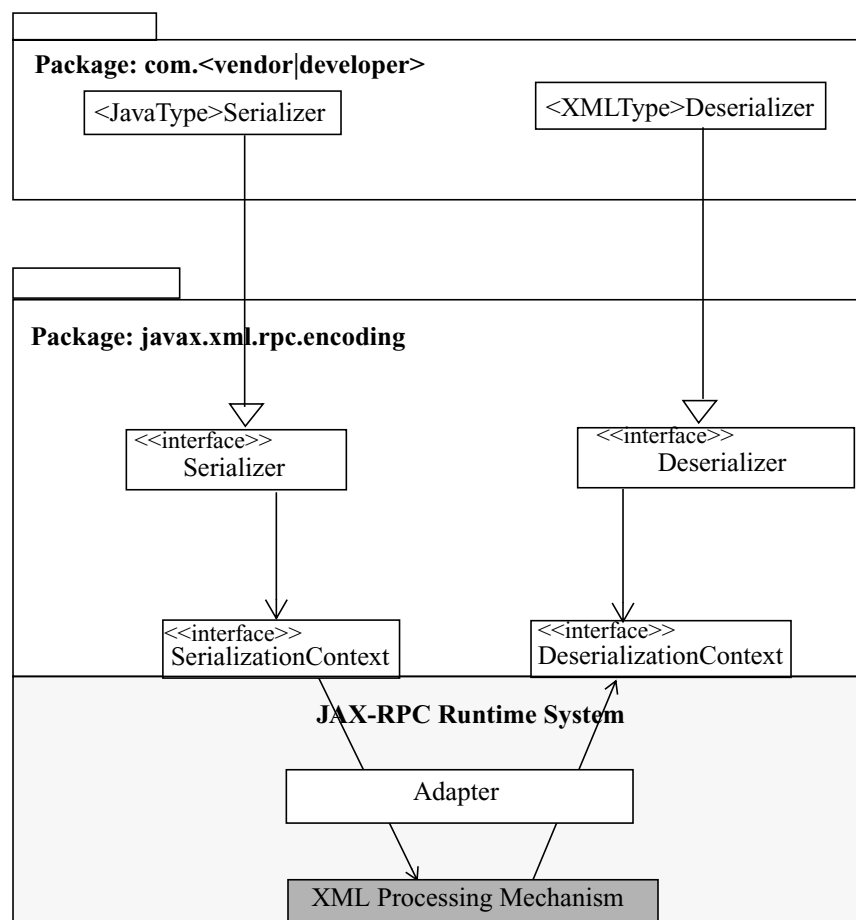 Package: com.<vendor|developer>
<JavaType>Serializer
<XMLType>Deserializer
Package: javax.xml.rpc.encoding
<<interface>>
Serializer
<<interface>>
Deserializer
<<interface>>
SerializationContext
<<interface>>
DeserializationContext
JAX-RPC Runtime System
Adapter
XML Processing Mechanism